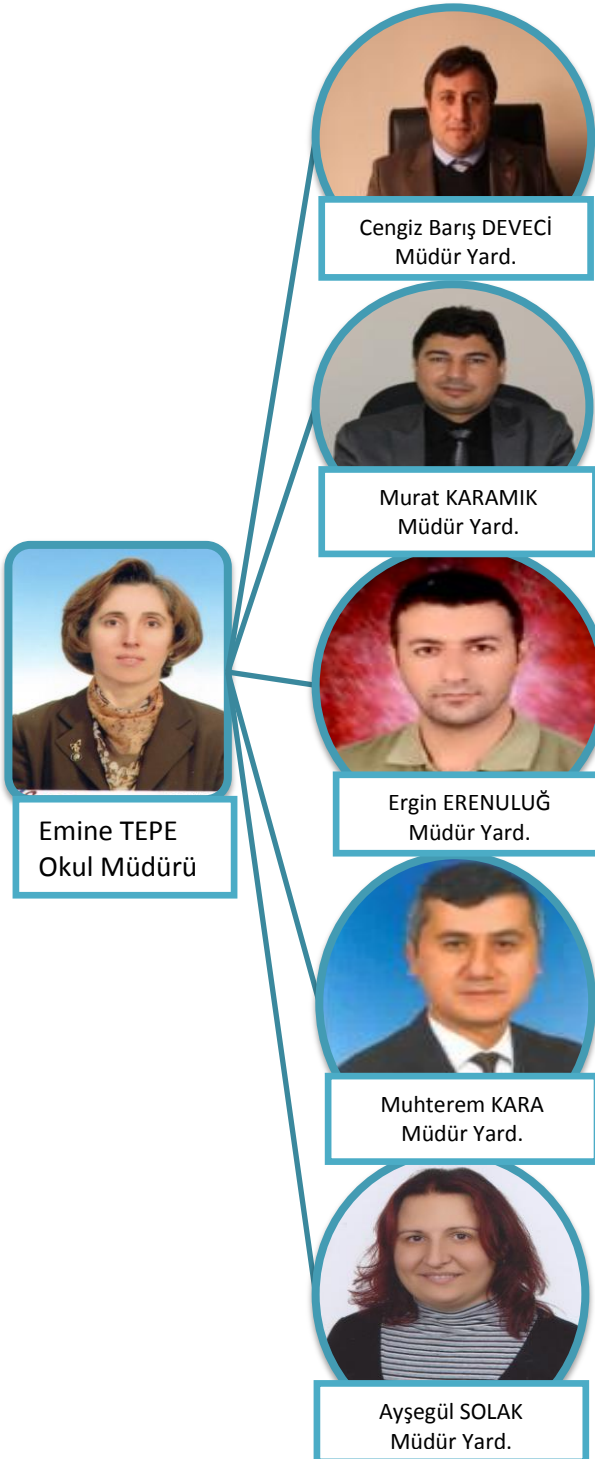 Cengiz Barış DEVECİ
Müdür Yard.
Murat KARAMIK
Müdür Yard.
Ergin ERENULUĞ
Müdür Yard.
Emine TEPE
Okul Müdürü
Muhterem KARA
Müdür Yard.
Ayşegül SOLAK
Müdür Yard.